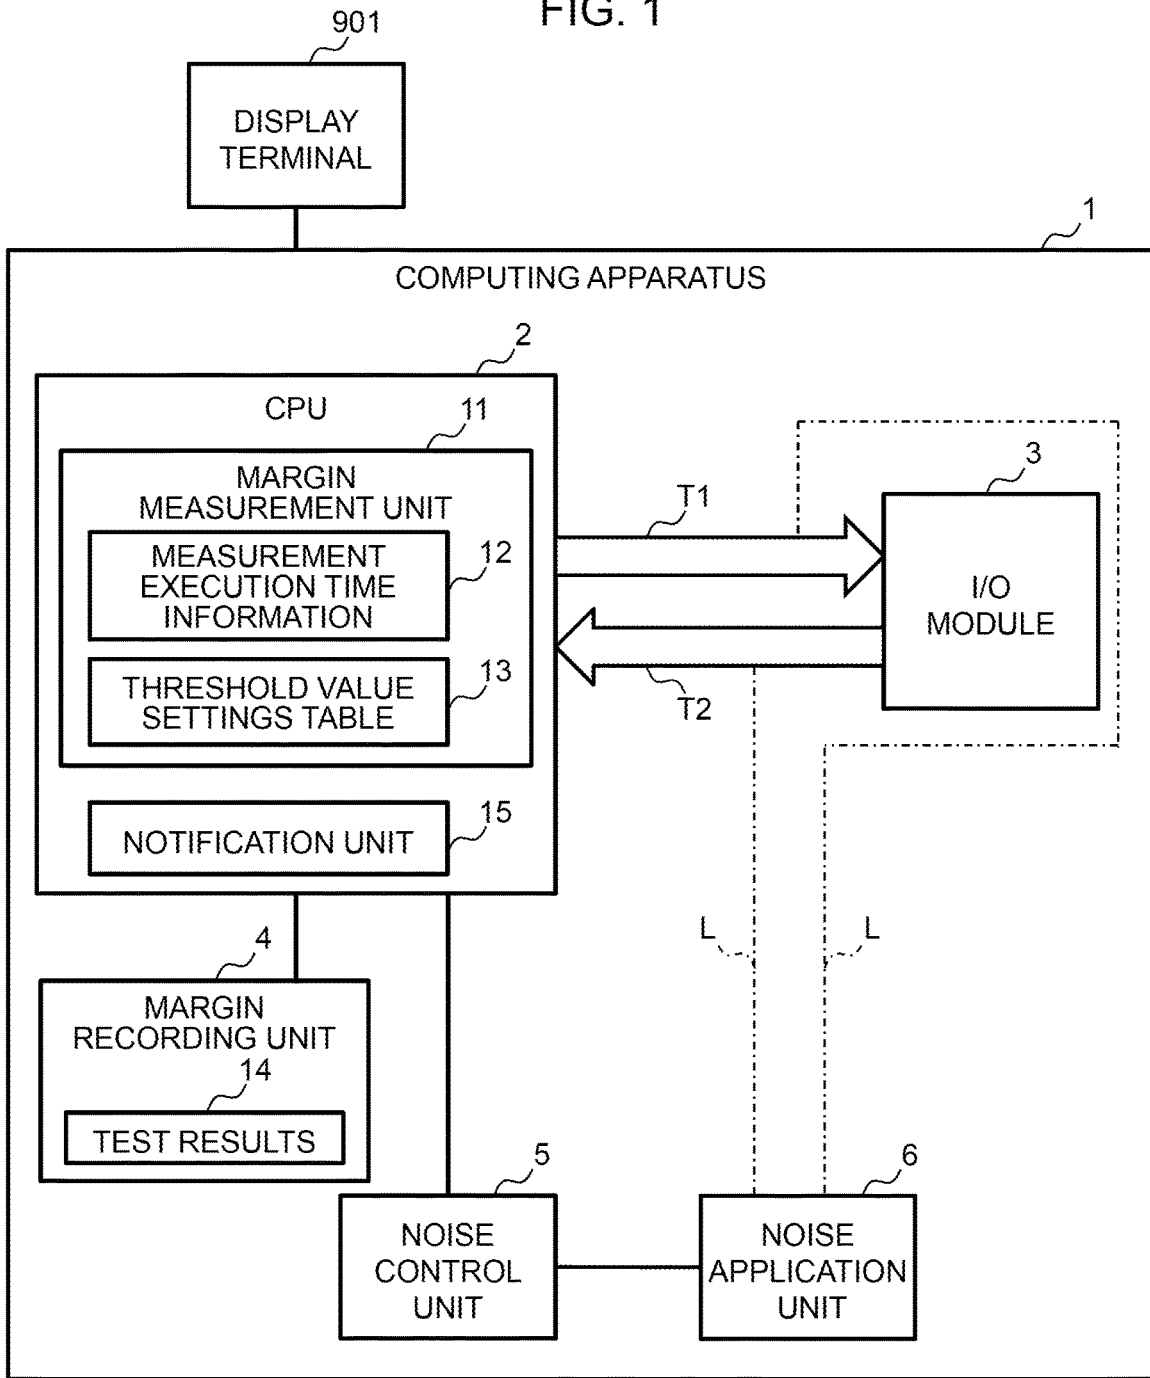 FIG. 1
901
DISPLAY
TERMINAL
1
COMPUTING APPARATUS
2
CPU
11
MARGIN
MEASUREMENT UNIT
MEASUREMENT
EXECUTION TIME
INFORMATION
12
THRESHOLD VALUE
SETTINGS TABLE
13
NOTIFICATION UNIT
15
T1
T2
3
I/O
MODULE
L
L
4
MARGIN
RECORDING UNIT
14
TEST RESULTS
5
NOISE
CONTROL
UNIT
6
NOISE
APPLICATION
UNIT